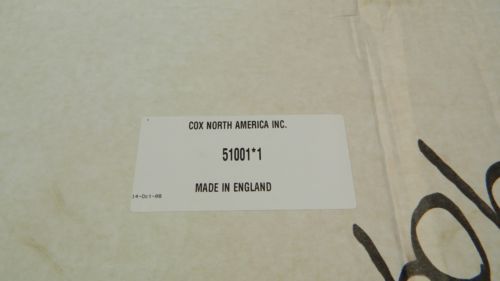 COX NORTH AMERICA INC.
51001*1
MADE IN ENGLAND
14-Oct-08